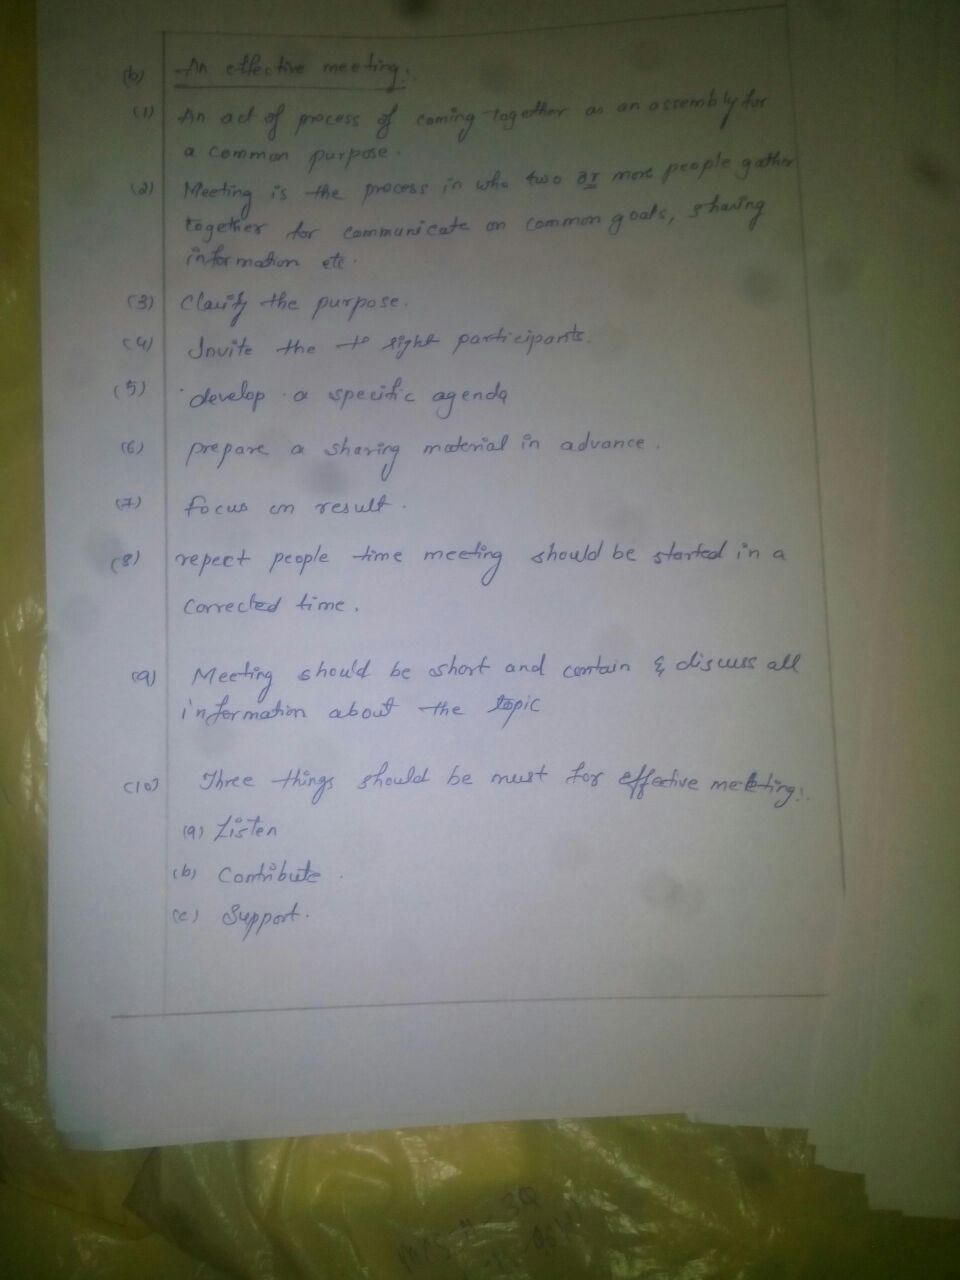 (b) An effective meeting.
(1) An act of process of coming together as an assembly for
a common purpose.
(2) Meeting is the process in who two or more people gather
together for communicate on common goals, sharing
information etc.
(3) Clarify the purpose.
(4) Invite the to right participants.
(5) develop a specific agenda
(6) prepare a sharing material in advance.
(7) focus on result.
(8) repect people time meeting should be started in a
corrected time.
(9) Meeting should be short and contain & discuss all
information about the topic
(10) Three things should be must for effective meeting:
(a) Listen
(b) Contribute.
(c) Support.